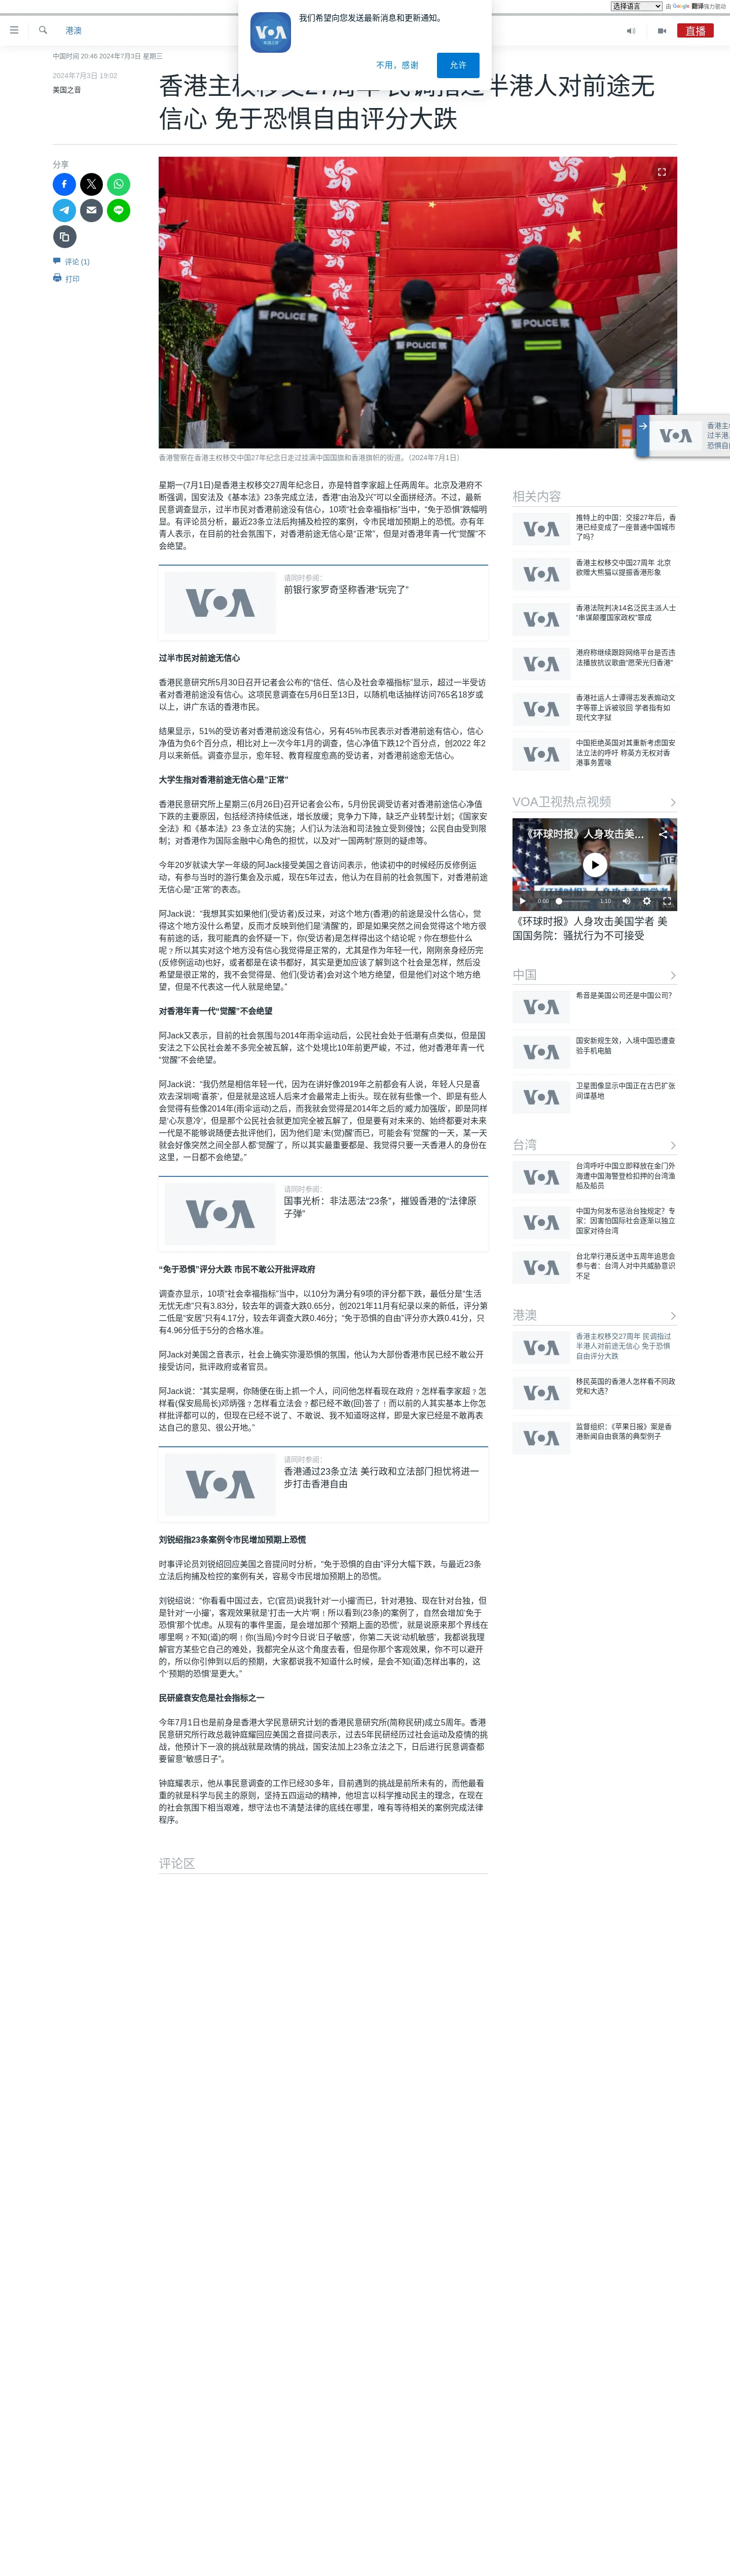 选择语言
由 Google 翻译强力驱动
我们希望向您发送最新消息和更新通知。
VOA
美国之音
不用，感谢
允许
港澳
直播
中国时间 20:46 2024年7月3日 星期三
2024年7月3日 19:02
美国之音
香港主权移交27周年 民调指过半港人对前途无
信心 免于恐惧自由评分大跌
分享
评论 (1)
打印
POLICE
警察
POLICE
警察
POLICE
香港警察在香港主权移交中国27年纪念日走过挂满中国国旗和香港旗帜的街道。（2024年7月1日）
VOA
香港主
过半港
恐惧自
星期一(7月1日)是香港主权移交27周年纪念日，亦是特首李家超上任两周年。北京及港府不
断强调，国安法及《基本法》23条完成立法，香港“由治及兴”可以全面拼经济。不过，最新
民意调查显示，过半市民对香港前途没有信心，10项“社会幸福指标”当中，“免于恐惧”跌幅明
显。有评论员分析，最近23条立法后拘捕及检控的案例，令市民增加预期上的恐慌。亦有年
青人表示，在目前的社会氛围下，对香港前途无信心是“正常”，但是对香港年青一代“觉醒”不
会绝望。
请同时参阅：
前银行家罗奇坚称香港“玩完了”
VOA
过半市民对前途无信心
香港民意研究所5月30日召开记者会公布的“信任、信心及社会幸福指标”显示，超过一半受访
者对香港前途没有信心。这项民意调查在5月6日至13日，以随机电话抽样访问765名18岁或
以上，讲广东话的香港市民。
结果显示，51%的受访者对香港前途没有信心，另有45%市民表示对香港前途有信心，信心
净值为负6个百分点，相比对上一次今年1月的调查，信心净值下跌12个百分点，创2022 年2
月以来新低。调查亦显示，愈年轻、教育程度愈高的受访者，对香港前途愈无信心。
大学生指对香港前途无信心是”正常”
香港民意研究所上星期三(6月26日)召开记者会公布，5月份民调受访者对香港前途信心净值
下跌的主要原因，包括经济持续低迷，增长放缓；竞争力下降，缺乏产业转型计划；《国家安
全法》和《基本法》23 条立法的实施；人们认为法治和司法独立受到侵蚀；公民自由受到限
制；对香港作为国际金融中心角色的担忧，以及对“一国两制”原则的疑虑等。
今年20岁就读大学一年级的阿Jack接受美国之音访问表示，他读初中的时候经历反修例运
动，有参与当时的游行集会及示威，现在5年过去，他认为在目前的社会氛围下，对香港前途
无信心是“正常”的表态。
阿Jack说：“我想其实如果他们(受访者)反过来，对这个地方(香港)的前途是没什么信心，觉
得这个地方没什么希望，反而才反映到他们是‘清醒’的，即是如果突然之间会觉得这个地方很
有前途的话，我可能真的会怀疑一下，你(受访者)是怎样得出这个结论呢﹖你在想些什么
呢﹖所以其实对这个地方没有信心我觉得是正常的，尤其是作为年轻一代，刚刚亲身经历完
(反修例运动)也好，或者都是在读书都好，其实是更加应该了解到这个社会是怎样，然后没
希望是很正常的，我不会觉得是、他们(受访者)会对这个地方绝望，但是他们对这个地方绝
望，但是不代表这一代人就是绝望。”
对香港年青一代“觉醒”不会绝望
阿Jack又表示，目前的社会氛围与2014年雨伞运动后，公民社会处于低潮有点类似，但是国
安法之下公民社会差不多完全被瓦解，这个处境比10年前更严峻，不过，他对香港年青一代
“觉醒”不会绝望。
阿Jack说：“我仍然是相信年轻一代，因为在讲好像2019年之前都会有人说，年轻人只是喜
欢去深圳喝‘喜茶’，但是就是这班人后来才会最常走上街头。现在就有些像一个、即是有些人
会觉得有些像2014年(雨伞运动)之后，而我就会觉得是2014年之后的‘威力加强版’，即是同样
是‘心灰意冷’，但是那个公民社会就更加完全被瓦解了，但是要有对未来的、始终都要对未来
一代是不能够说随便去批评他们，因为他们是‘未(觉)醒’而已，可能会有‘觉醒’的一天，某一天
就会好像突然之间全部人都‘觉醒’了，所以其实最重要都是、我觉得只要一天香港人的身份在
这里，一日都不会绝望。”
请同时参阅：
国事光析：非法恶法“23条”，摧毁香港的“法律原
子弹”
VOA
“免于恐惧”评分大跌 市民不敢公开批评政府
调查亦显示，10项“社会幸福指标”当中，以10分为满分有9项的评分都下跌，最低分是“生活
无忧无虑”只有3.83分，较去年的调查大跌0.65分，创2021年11月有纪录以来的新低，评分第
二低是“安居”只有4.17分，较去年调查大跌0.46分；“免于恐惧的自由”评分亦大跌0.41分，只
有4.96分低于5分的合格水准。
阿Jack对美国之音表示，社会上确实弥漫恐惧的氛围，他认为大部份香港市民已经不敢公开
接受访问，批评政府或者官员。
阿Jack说：“其实是啊，你随便在街上抓一个人，问问他怎样看现在政府﹖怎样看李家超﹖怎
样看(保安局局长)邓炳强﹖怎样看立法会﹖都已经不敢(回)答了﹗而以前的人其实基本上你怎
样批评都可以的，但现在已经不说了、不敢说、我不知道呀这样，即是大家已经是不敢再表
达自己的意见、很公开地。”
请同时参阅：
香港通过23条立法 美行政和立法部门担忧将进一
步打击香港自由
VOA
刘锐绍指23条案例令市民增加预期上恐慌
时事评论员刘锐绍回应美国之音提问时分析，“免于恐惧的自由”评分大幅下跌，与最近23条
立法后拘捕及检控的案例有关，容易令市民增加预期上的恐慌。
刘锐绍说：“你看看中国过去，它(官员)说我针对‘一小撮’而已，针对港独、现在针对台独，但
是针对‘一小撮’，客观效果就是‘打击一大片’啊﹗所以看到(23条)的案例了，自然会增加‘免于
恐惧’那个忧虑。从现有的事件里面，是会增加那个‘预期上面的恐慌’，就是说原来那个界线在
哪里啊﹖不知(道)的啊﹗你(当局)今时今日说‘日子敏感’，你第二天说‘动机敏感’，我都说我理
解官方某些它自己的难处，我都完全从这个角度去看，但是你那个客观效果，你不可以避开
的，所以你引伸到以后的预期，大家都说我不知道什么时候，是会不知(道)怎样出事的，这
个‘预期的恐惧’是更大。”
民研盛衰安危是社会指标之一
今年7月1日也是前身是香港大学民意研究计划的香港民意研究所(简称民研)成立5周年。香港
民意研究所行政总裁钟庭耀回应美国之音提问表示，过去5年民研经历过社会运动及疫情的挑
战，他预计下一浪的挑战就是政情的挑战，国安法加上23条立法之下，日后进行民意调查都
要留意“敏感日子”。
钟庭耀表示，他从事民意调查的工作已经30多年，目前遇到的挑战是前所未有的，而他最看
重的就是科学与民主的原则，坚持五四运动的精神，他坦言以科学推动民主的理念，在现在
的社会氛围下相当艰难，想守法也不清楚法律的底线在哪里，唯有等待相关的案例完成法律
程序。
评论区
相关内容
VOA
推特上的中国：交接27年后，香
港已经变成了一座普通中国城市
了吗？
VOA
香港主权移交中国27周年 北京
欲赠大熊猫以提振香港形象
VOA
香港法院判决14名泛民主派人士
“串谋颠覆国家政权”罪成
VOA
港府称继续跟踪网络平台是否违
法播放抗议歌曲“愿荣光归香港”
VOA
香港社运人士谭得志发表煽动文
字等罪上诉被驳回 学者指有如
现代文字狱
VOA
中国拒绝英国对其重新考虑国安
法立法的呼吁 称英方无权对香
港事务置喙
VOA
VOA卫视热点视频
《环球时报》人身攻击美...
0:00
1:10
《环球时报》人身攻击美国学者 美
国国务院：骚扰行为不可接受
中国
VOA
希音是美国公司还是中国公司？
VOA
国安新规生效，入境中国恐遭查
验手机电脑
VOA
卫星图像显示中国正在古巴扩张
间谍基地
台湾
VOA
台湾呼吁中国立即释放在金门外
海遭中国海警登检扣押的台湾渔
船及船员
VOA
中国为何发布惩治台独规定？专
家：因害怕国际社会逐渐以独立
国家对待台湾
VOA
台北举行港反送中五周年追思会
参与者：台湾人对中共威胁意识
不足
港澳
VOA
香港主权移交27周年 民调指过
半港人对前途无信心 免于恐惧
自由评分大跌
VOA
移民英国的香港人怎样看不同政
党和大选？
VOA
监督组织：《苹果日报》案是香
港新闻自由衰落的典型例子